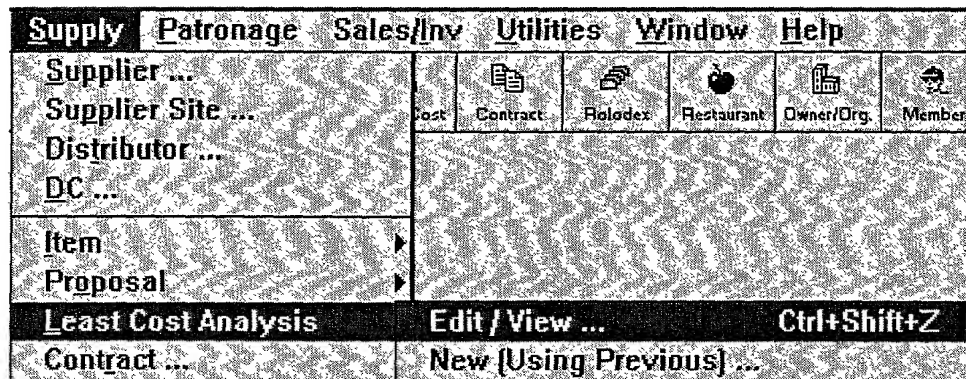 Supply Patronage Sales/Inv Utilities Window Help
Supplier ...
Supplier Site ...
Distributor ...
DC ...
Cost Contract Rolodex Restaurant Owner/Org. Member
Item
Proposal
Least Cost Analysis
Contract ...
Edit / View ... Ctrl+Shift+Z
New (Using Previous) ...